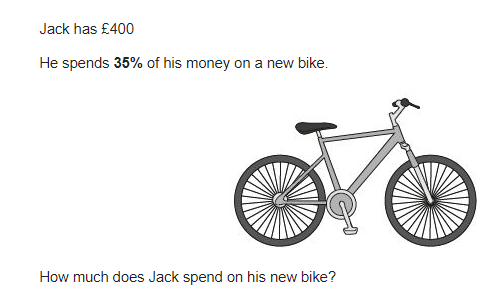 Jack has £400
He spends 35% of his money on a new bike.
How much does Jack spend on his new bike?